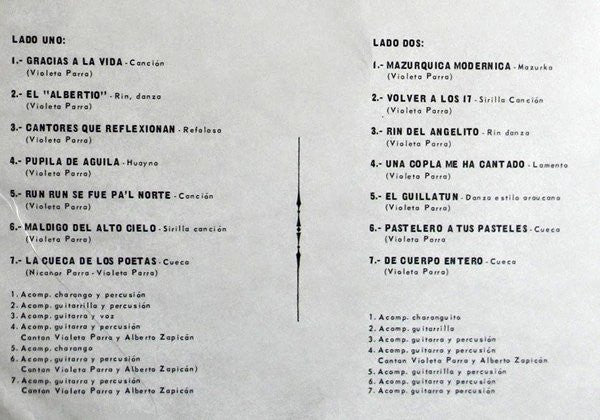 LADO UNO:
1.- GRACIAS A LA VIDA - Canción
(Violeta Parra)
2.- EL "ALBERTIO" - Rin, danza
(Violeta Parra)
3.- CANTORES QUE REFLEXIONAN - Refalosa
(Violeta Parra)
4.- PUPILA DE AGUILA - Huayno
(Violeta Parra)
5.- RUN RUN SE FUE PA'L NORTE - Canción
(Violeta Parra)
6.- MALDIGO DEL ALTO CIELO - Sirilla canción
(Violeta Parra)
7.- LA CUECA DE LOS POETAS - Cueca
(Nicanor Parra - Violeta Parra)
1. Acomp. charango y percusión
2. Acomp. guitarrilla y percusión
3. Acomp. guitarra y voz
4. Acomp. guitarra y percusión
Cantan Violeta Parra y Alberto Zapicán
5. Acomp. charango
6. Acomp. guitarra y percusión
Cantan Violeta Parra y Alberto Zapicán)
7. Acomp. guitarra y percusión
Cantan Violeta Parra y Alberto Zapicán
LADO DOS:
1.- MAZURQUICA MODERNICA - Mazurka
(Violeta Parra)
2.- VOLVER A LOS 17 - Sirilla Canción
(Violeta Parra)
3.- RIN DEL ANGELITO - Rin danza
(Violeta Parra)
4.- UNA COPLA ME HA CANTADO - Lamento
(Violeta Parra)
5.- EL GUILLATUN - Danza estilo araucano
(Violeta Parra)
6.- PASTELERO A TUS PASTELES - Cueca
(Violeta Parra
7.- DE CUERPO ENTERO - Cueca
(Violeta Parra)
1. Acomp. charanguito
2. Acomp. guitarrilla
3. Acomp. guitarra y percusión
4. Acomp. guitarra y percusión
Cantan Violeta Parra y Alberto Zapicán
5. Acomp. guitarrilla y percusión
6. Acomp. guitarra y percusión
7. Acomp. guitarra y percusión